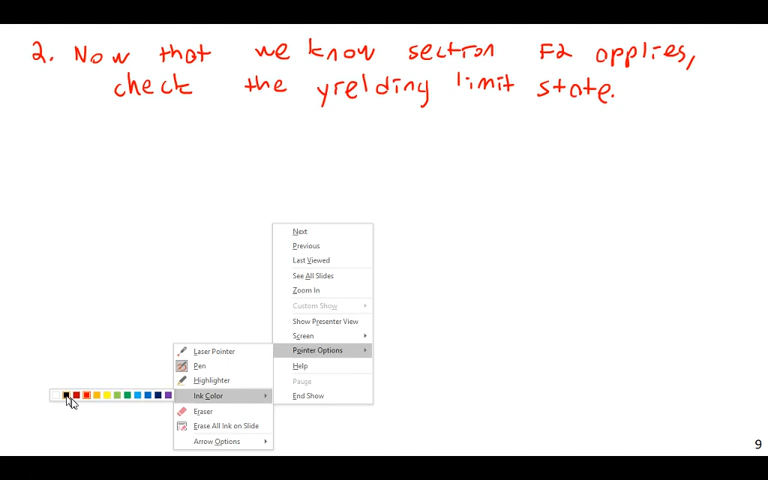 2. Now that we know section F2 applies,
check the yielding limit state.
Next
Previous
Last Viewed
See All Slides
Zoom In
Custom Show
Show Presenter View
Screen
Pointer Options
Help
Pause
End Show
Laser Pointer
Pen
Highlighter
Ink Color
Eraser
Erase All Ink on Slide
Arrow Options
9